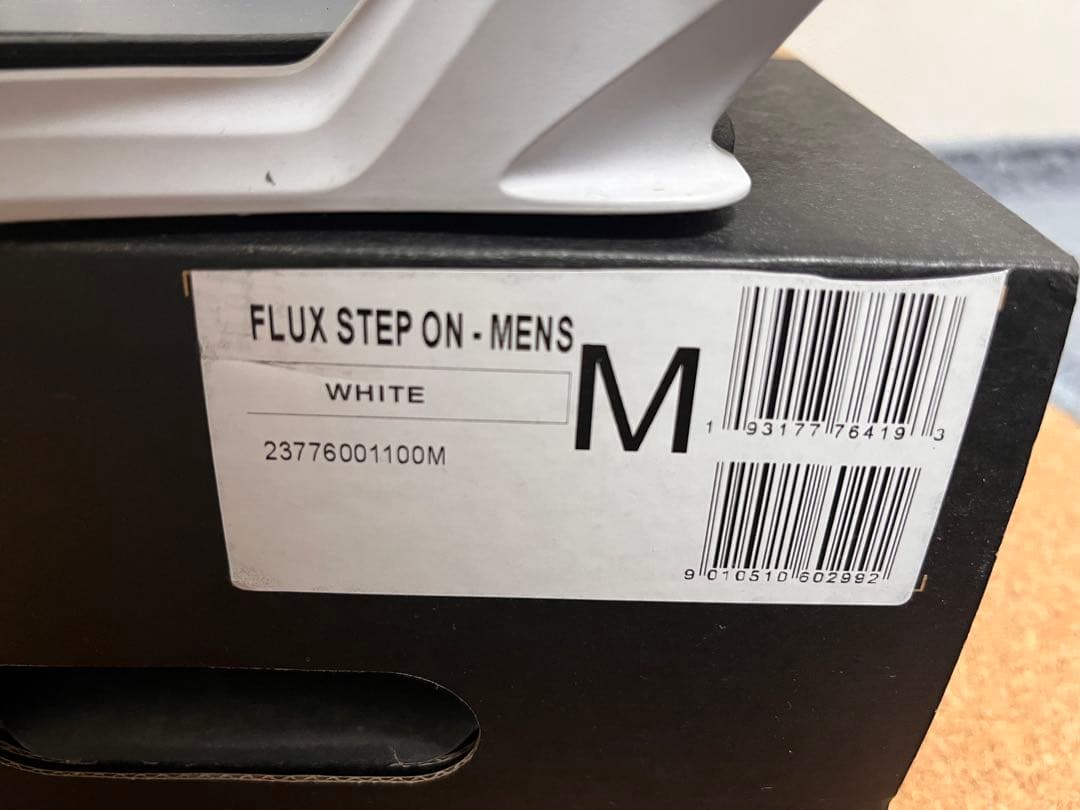 FLUX STEP ON - MENS
WHITE
M
23776001100M
1 93177 76419 3
9 010510 602992